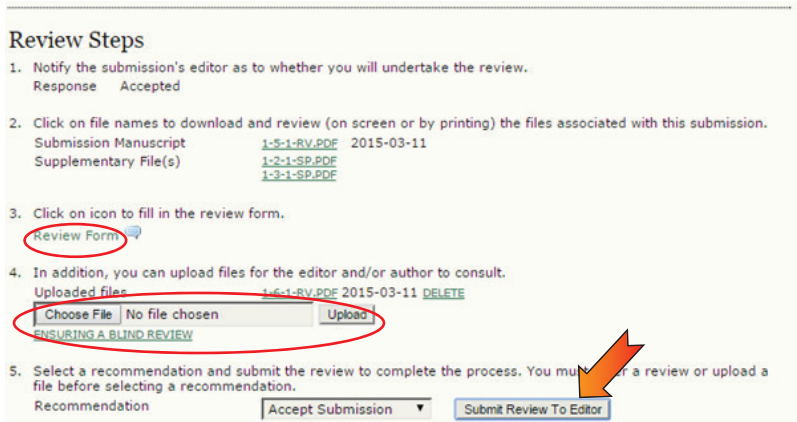 Review Steps
1. Notify the submission's editor as to whether you will undertake the review.
Response Accepted
2. Click on file names to download and review (on screen or by printing) the files associated with this submission.
Submission Manuscript 1-5-1-RV.PDF 2015-03-11
Supplementary File(s) 1-2-1-SP.PDF
1-3-1-SP.PDF
3. Click on icon to fill in the review form.
Review Form
4. In addition, you can upload files for the editor and/or author to consult.
Uploaded files 1-6-1-RV.PDF 2015-03-11 DELETE
Choose File No file chosen Upload
ENSURING A BLIND REVIEW
5. Select a recommendation and submit the review to complete the process. You a review or upload a
file before selecting a recommendation.
Recommendation Accept Submission Submit Review To Editor